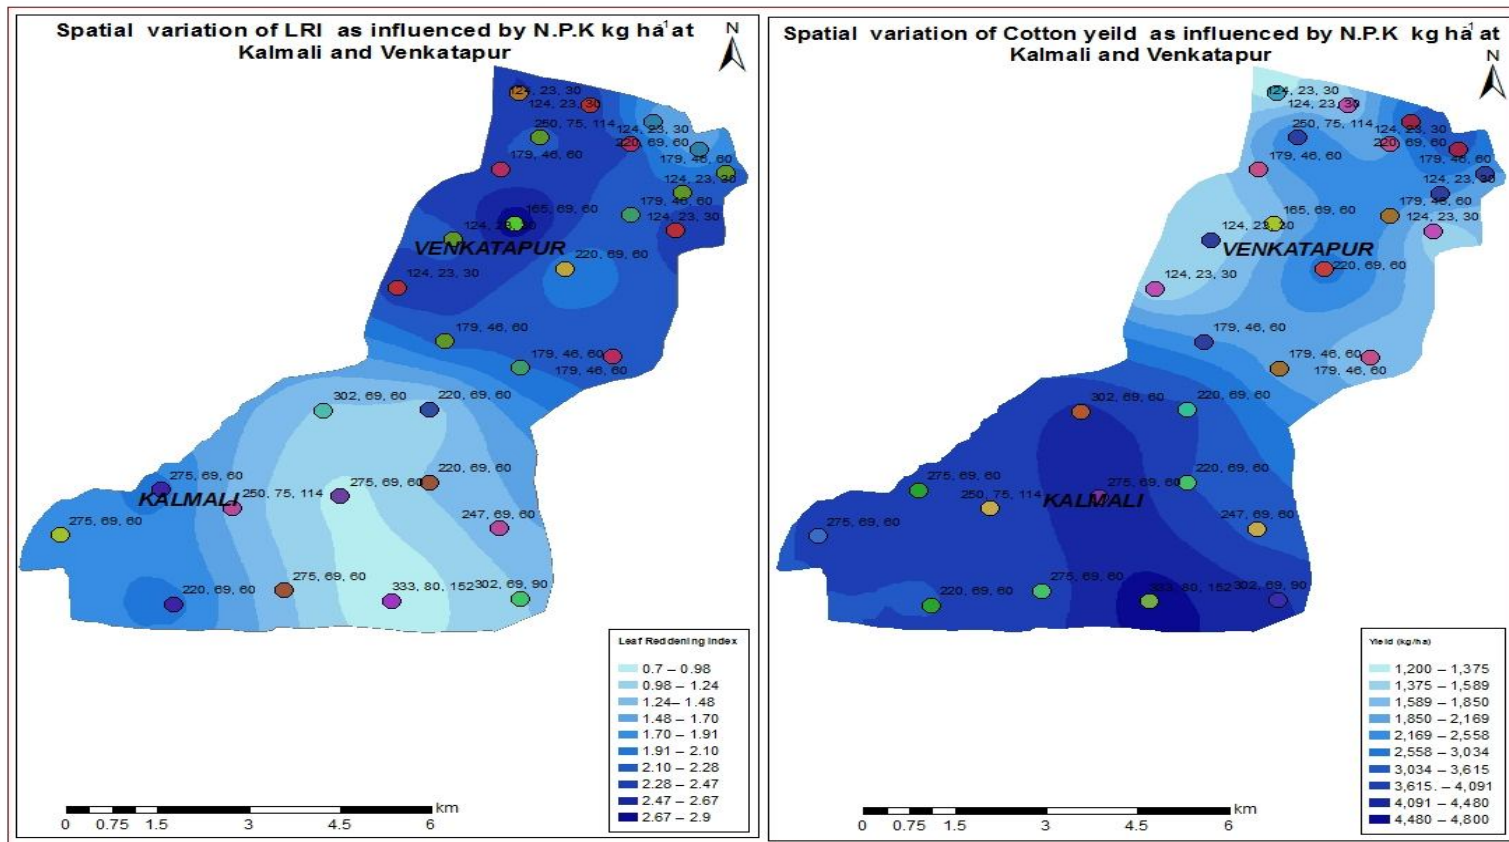 Spatial variation of LRI as influenced by N.P.K kg ha-1 at
Kalmali and Venkatapur
N
124, 23, 30
124, 23, 30
250, 75, 114
124, 23, 30
220, 69, 60
179, 46, 60
179, 46, 60
124, 23, 30
179, 46, 60
165, 69, 60
124, 23, 30
124, 23, 30
VENKATAPUR
220, 69, 60
124, 23, 30
179, 46, 60
179, 46, 60
179, 46, 60
302, 69, 60
220, 69, 60
275, 69, 60
220, 69, 60
275, 69, 60
KALMALI
250, 75, 114
247, 69, 60
275, 69, 60
275, 69, 60
333, 80, 152
302, 69, 90
220, 69, 60
Leaf Reddening Index
0.7 – 0.98
0.98 – 1.24
1.24– 1.48
1.48 – 1.70
1.70 – 1.91
1.91 – 2.10
2.10 – 2.28
2.28 – 2.47
2.47 – 2.67
2.67 – 2.9
km
0 0.75 1.5 3 4.5 6
Spatial variation of Cotton yeild as influenced by N.P.K kg ha-1 at
Kalmali and Venkatapur
N
124, 23, 30
124, 23, 30
250, 75, 114
124, 23, 30
220, 69, 60
179, 46, 60
179, 46, 60
124, 23, 30
179, 46, 60
165, 69, 60
124, 23, 30
124, 23, 30
VENKATAPUR
220, 69, 60
124, 23, 30
179, 46, 60
179, 46, 60
179, 46, 60
302, 69, 60
220, 69, 60
275, 69, 60
275, 69, 60
220, 69, 60
250, 75, 114
KALMALI
247, 69, 60
275, 69, 60
275, 69, 60
333, 80, 152
302, 69, 90
220, 69, 60
Yield (kg/ha)
1,200 – 1,375
1,375 – 1,589
1,589 – 1,850
1,850 – 2,169
2,169 – 2,558
2,558 – 3,034
3,034 – 3,615
3,615. – 4,091
4,091 – 4,480
4,480 – 4,800
km
0 0.75 1.5 3 4.5 6